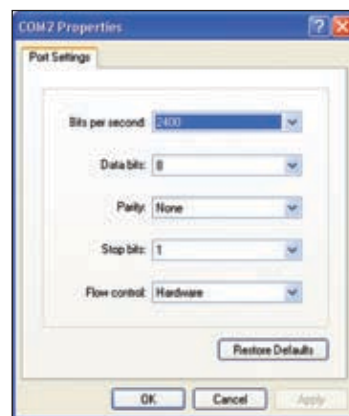 COM2 Properties
Port Settings
Bits per second: 2400
Data bits: 8
Parity: None
Stop bits: 1
Flow control: Hardware
Restore Defaults
OK Cancel Apply